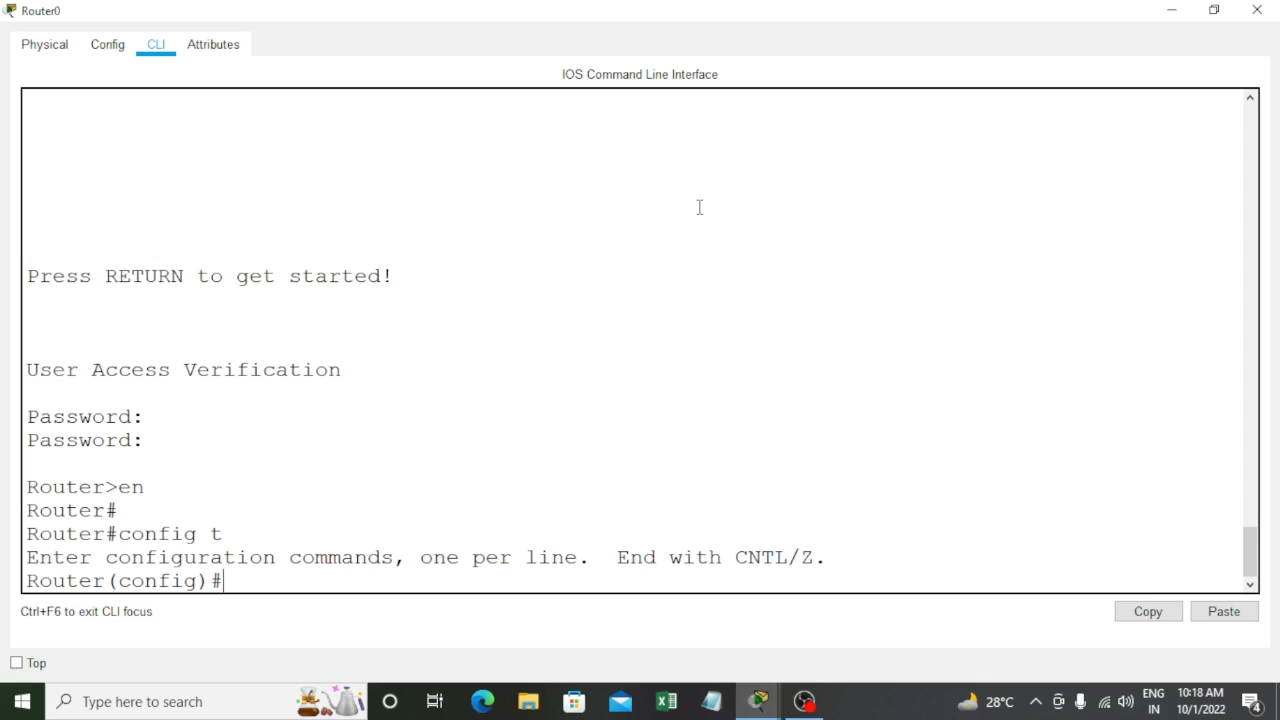 Router0
Physical Config CLI Attributes
IOS Command Line Interface
Press RETURN to get started!
User Access Verification
Password:
Password:
Router>en
Router#
Router#config t
Enter configuration commands, one per line.  End with CNTL/Z.
Router(config)#
Ctrl+F6 to exit CLI focus
Copy Paste
Top
Type here to search
28°C
ENG
IN
10:18 AM
10/1/2022
4